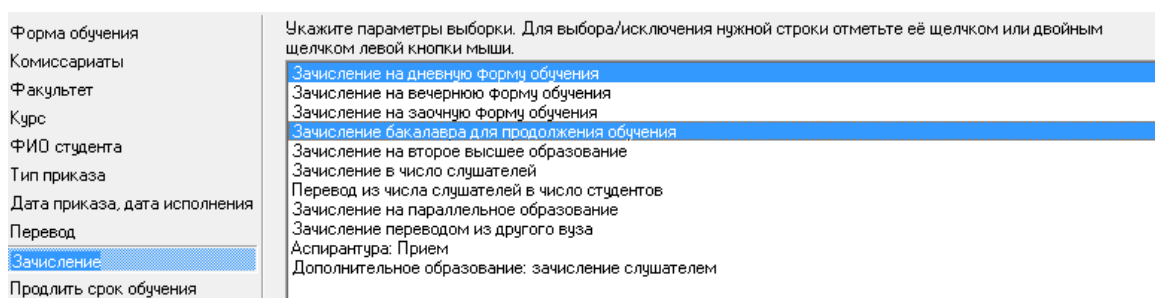 Форма обучения
Комиссариаты
Факультет
Курс
ФИО студента
Тип приказа
Дата приказа, дата исполнения
Перевод
Зачисление
Продлить срок обучения
Укажите параметры выборки. Для выбора/исключения нужной строки отметьте её щелчком или двойным
щелчком левой кнопки мыши.
Зачисление на дневную форму обучения
Зачисление на вечернюю форму обучения
Зачисление на заочную форму обучения
Зачисление бакалавра для продолжения обучения
Зачисление на второе высшее образование
Зачисление в число слушателей
Перевод из числа слушателей в число студентов
Зачисление на параллельное образование
Зачисление переводом из другого вуза
Аспирантура: Прием
Дополнительное образование: зачисление слушателем